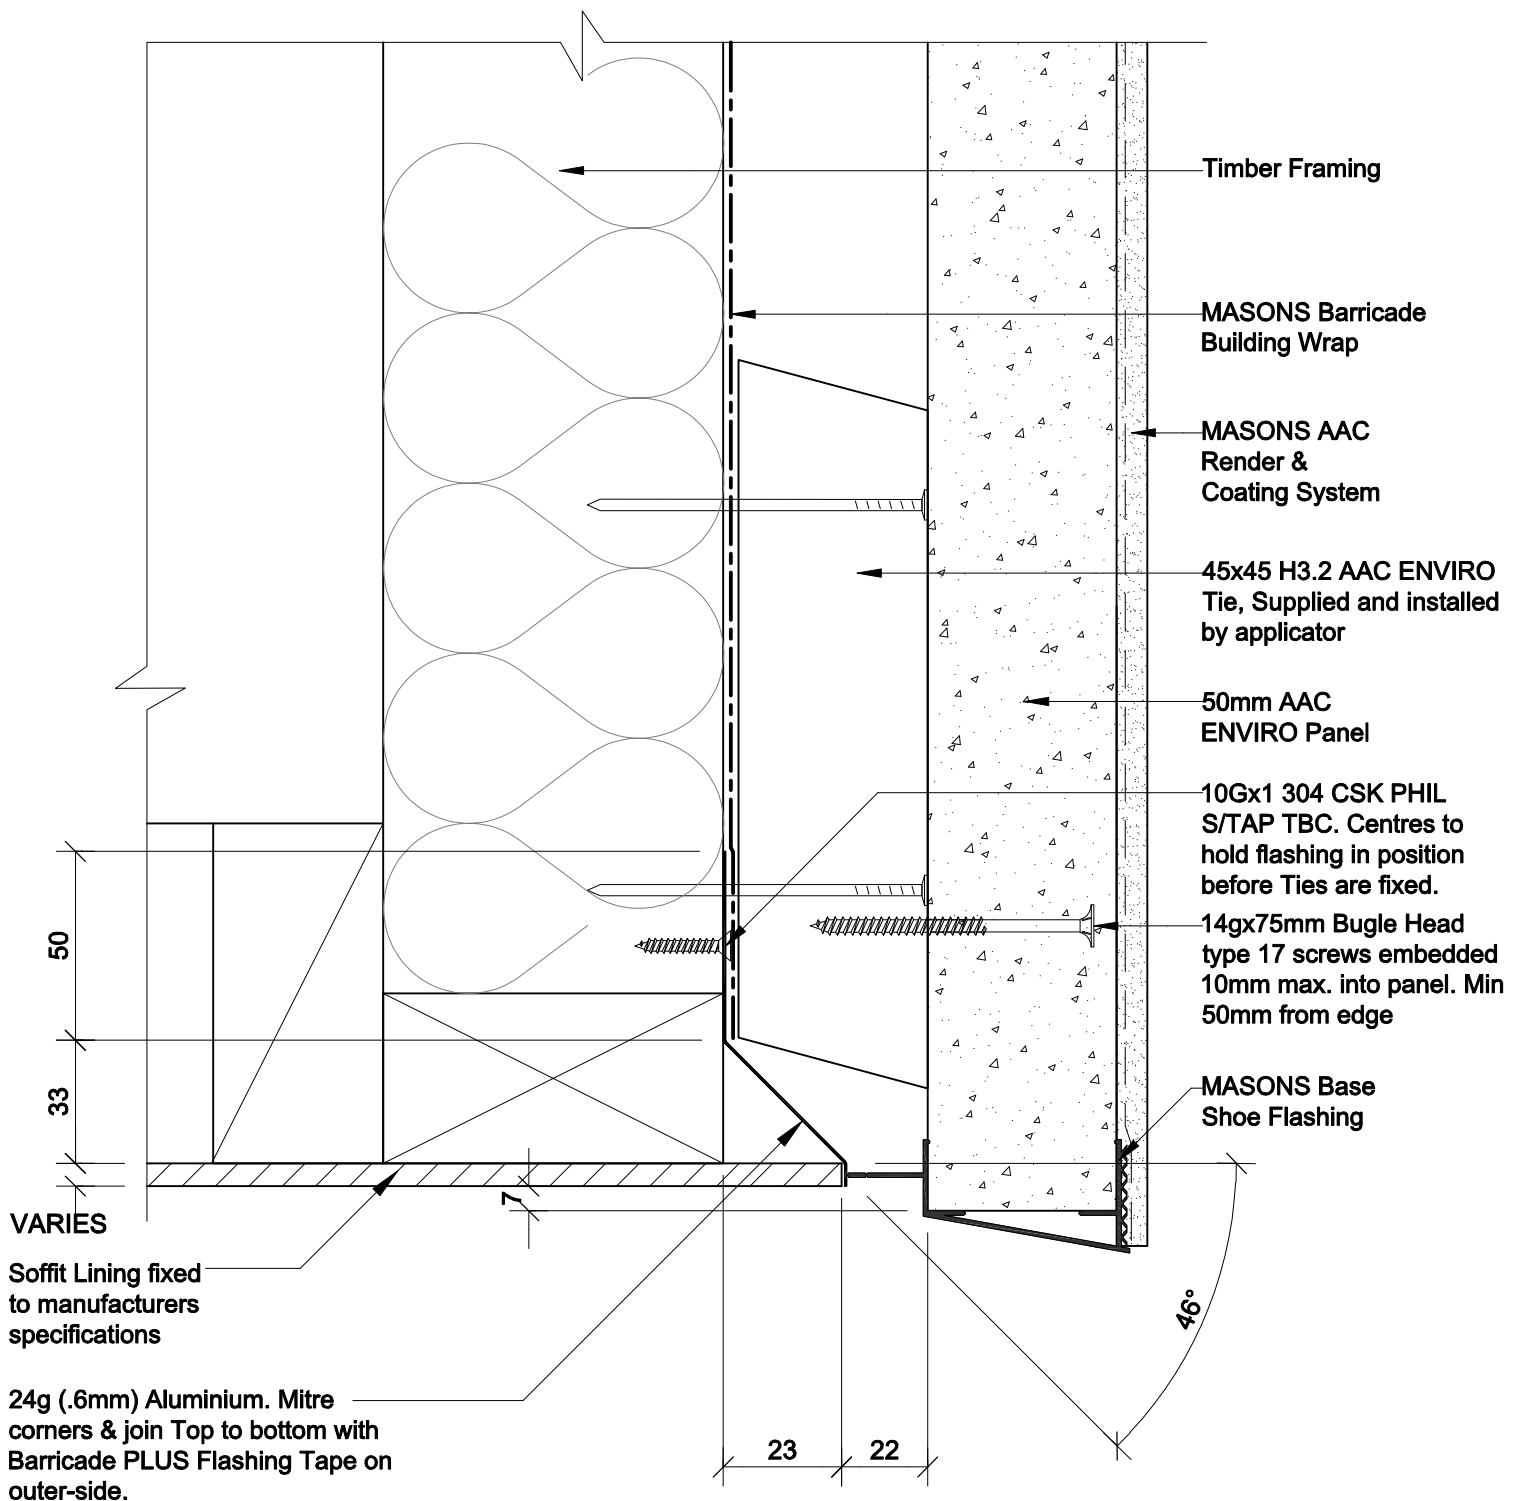 Timber Framing
MASONS Barricade
Building Wrap
MASONS AAC
Render &
Coating System
45x45 H3.2 AAC ENVIRO
Tie, Supplied and installed
by applicator
50mm AAC
ENVIRO Panel
10Gx1 304 CSK PHIL
S/TAP TBC. Centres to
hold flashing in position
before Ties are fixed.
14gx75mm Bugle Head
type 17 screws embedded
10mm max. into panel. Min
50mm from edge
MASONS Base
Shoe Flashing
50
33
7
VARIES
Soffit Lining fixed
to manufacturers
specifications
24g (.6mm) Aluminium. Mitre
corners & join Top to bottom with
Barricade PLUS Flashing Tape on
outer-side.
23
22
46°